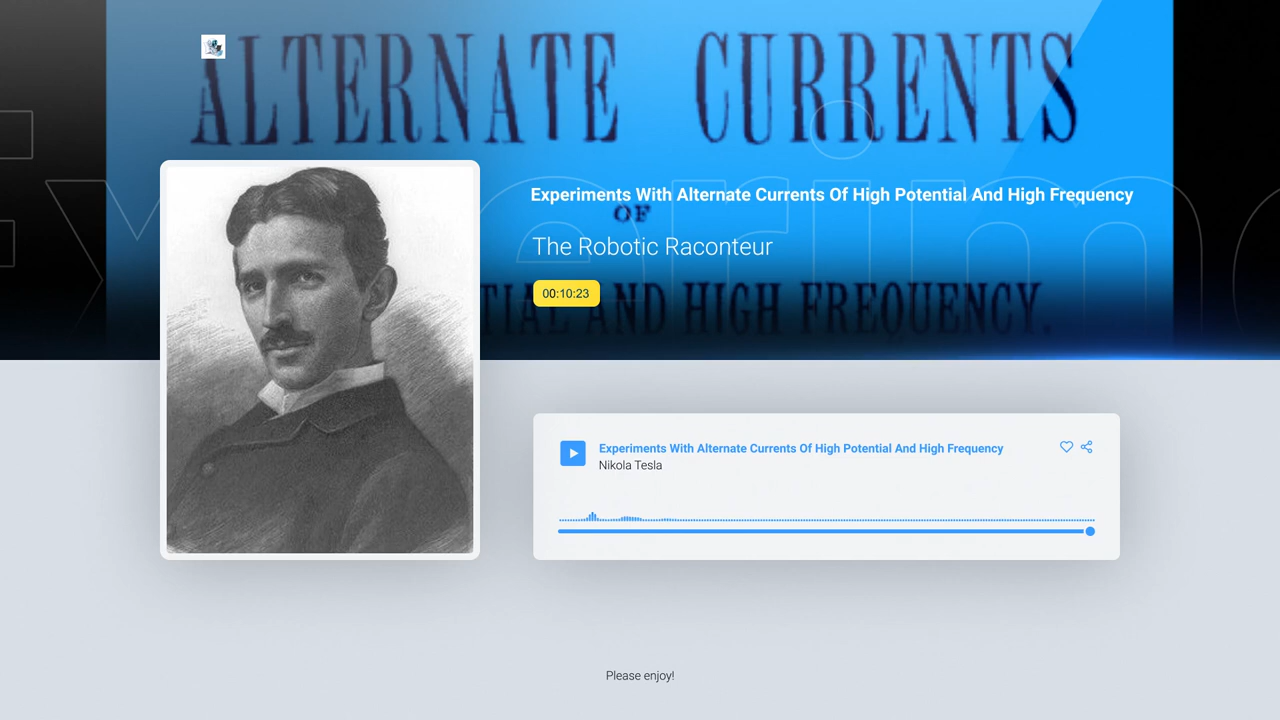 ALTERNATE CURRENTS
Experiments With Alternate Currents Of High Potential And High Frequency
OF
The Robotic Raconteur
00:10:23
TIAL AND HIGH FREQUENCY.
Experiments With Alternate Currents Of High Potential And High Frequency
Nikola Tesla
Please enjoy!